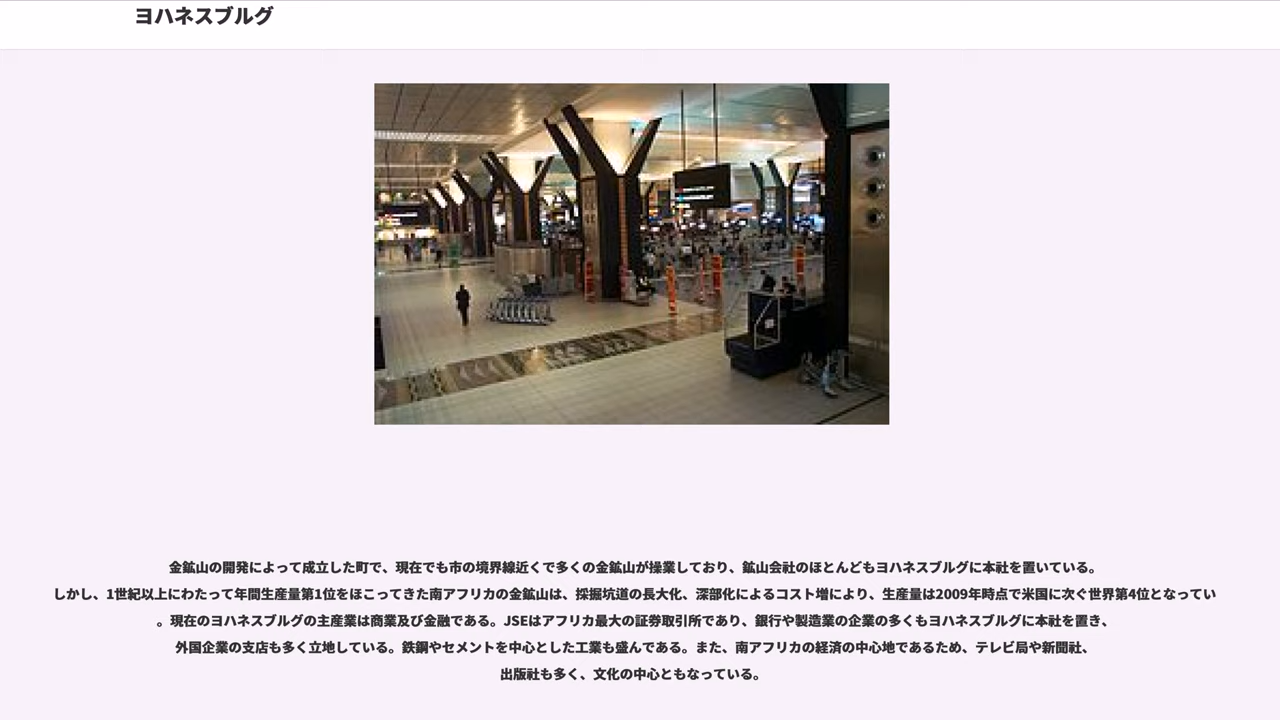 ヨハネスブルグ
金鉱山の開発によって成立した町で、現在でも市の境界線近くで多くの金鉱山が操業しており、鉱山会社のほとんどもヨハネスブルグに本社を置いている。
しかし、1世紀以上にわたって年間生産量第1位をほこってきた南アフリカの金鉱山は、採掘坑道の長大化、深部化によるコスト増により、生産量は2009年時点で米国に次ぐ世界第4位となってい
。現在のヨハネスブルグの主産業は商業及び金融である。JSEはアフリカ最大の証券取引所であり、銀行や製造業の企業の多くもヨハネスブルグに本社を置き、
外国企業の支店も多く立地している。鉄鋼やセメントを中心とした工業も盛んである。また、南アフリカの経済の中心地であるため、テレビ局や新聞社、
出版社も多く、文化の中心ともなっている。